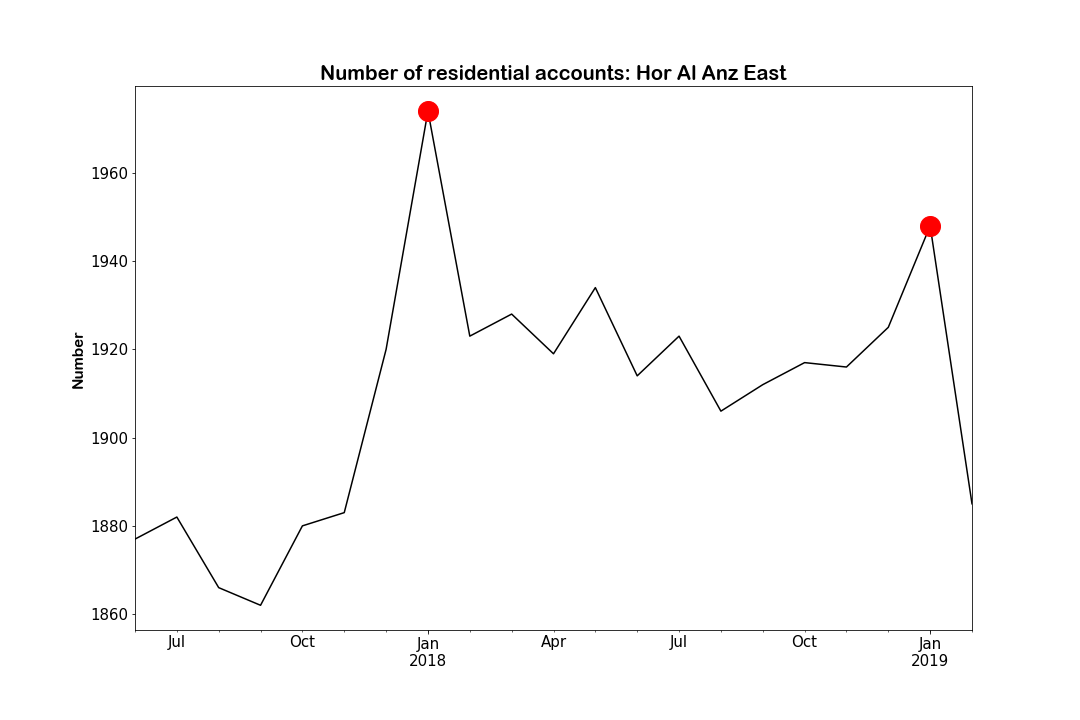 Number of residential accounts: Hor Al Anz East
Number
1960
1940
1920
1900
1880
1860
Jul
Oct
Jan
2018
Apr
Jul
Oct
Jan
2019